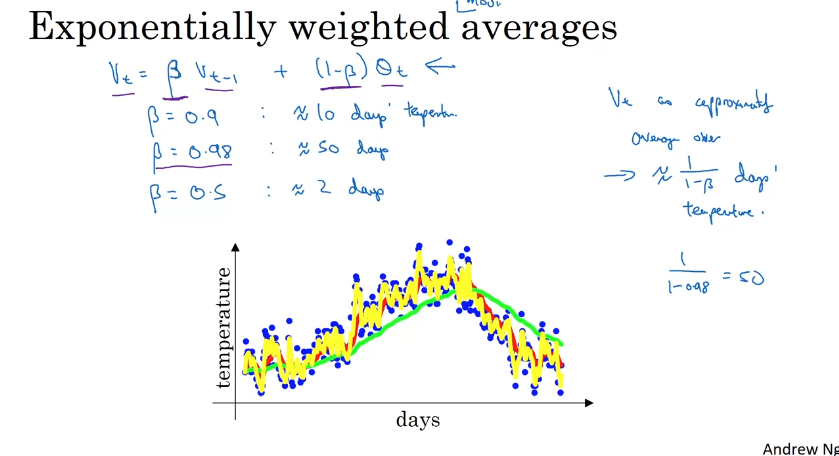 Exponentially weighted averages
Vt = β Vt-1 + (1-β) θt ←
β = 0.9 : ≈ 10 days' temperatur.
β = 0.98 : ≈ 50 days
β = 0.5 : ≈ 2 days
Vt as approximately
average over
→ ≈ 1/(1-β) days'
temperature.
1/(1-0.98) = 50
temperature
days
Andrew Ng